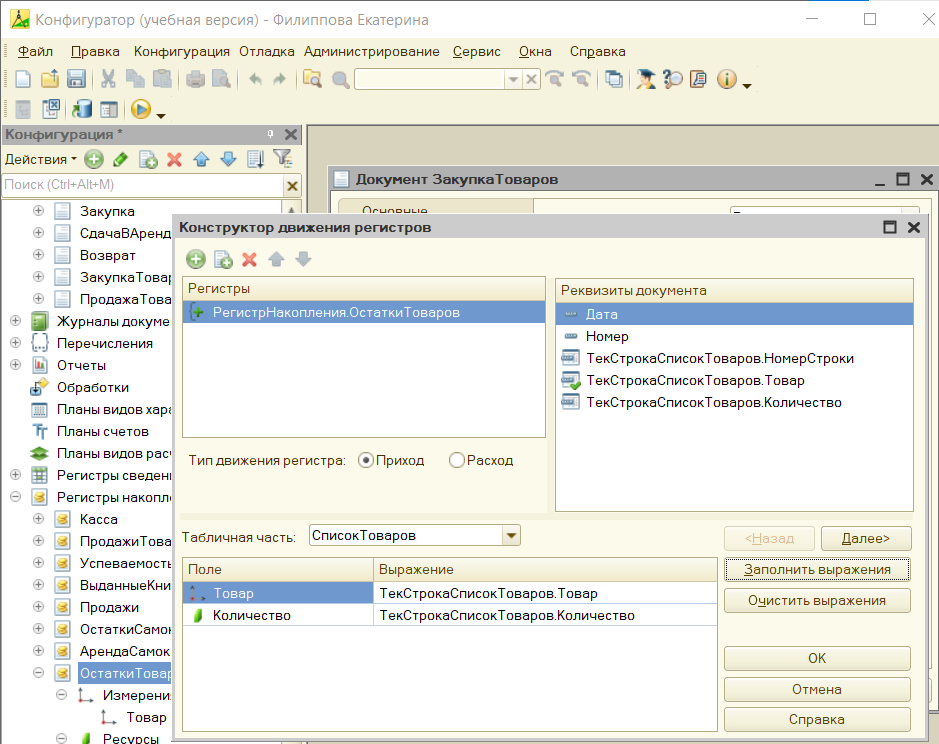 Конфигуратор (учебная версия) - Филиппова Екатерина
Файл Правка Конфигурация Отладка Администрирование Сервис Окна Справка
Конфигурация *
Действия
Поиск (Ctrl+Alt+M)
Закупка
СдачаВАренд
Возврат
ЗакупкаТовар
ПродажаТова
Журналы докуме
Перечисления
Отчеты
Обработки
Планы видов хара
Планы счетов
Планы видов расч
Регистры сведени
Регистры накопле
Касса
ПродажиТова
Успеваемость
ВыданныеКни
Продажи
ОстаткиСамок
АрендаСамок
ОстаткиТовар
Измерения
Товар
Ресурсы
Документ ЗакупкаТоваров
Основные
Конструктор движения регистров
Регистры
РегистрНакопления.ОстаткиТоваров
Реквизиты документа
Дата
Номер
ТекСтрокаСписокТоваров.НомерСтроки
ТекСтрокаСписокТоваров.Товар
ТекСтрокаСписокТоваров.Количество
Тип движения регистра: Приход Расход
Табличная часть: СписокТоваров
<Назад Далее>
Поле Выражение
Товар ТекСтрокаСписокТоваров.Товар
Количество ТекСтрокаСписокТоваров.Количество
Заполнить выражения
Очистить выражения
OK
Отмена
Справка